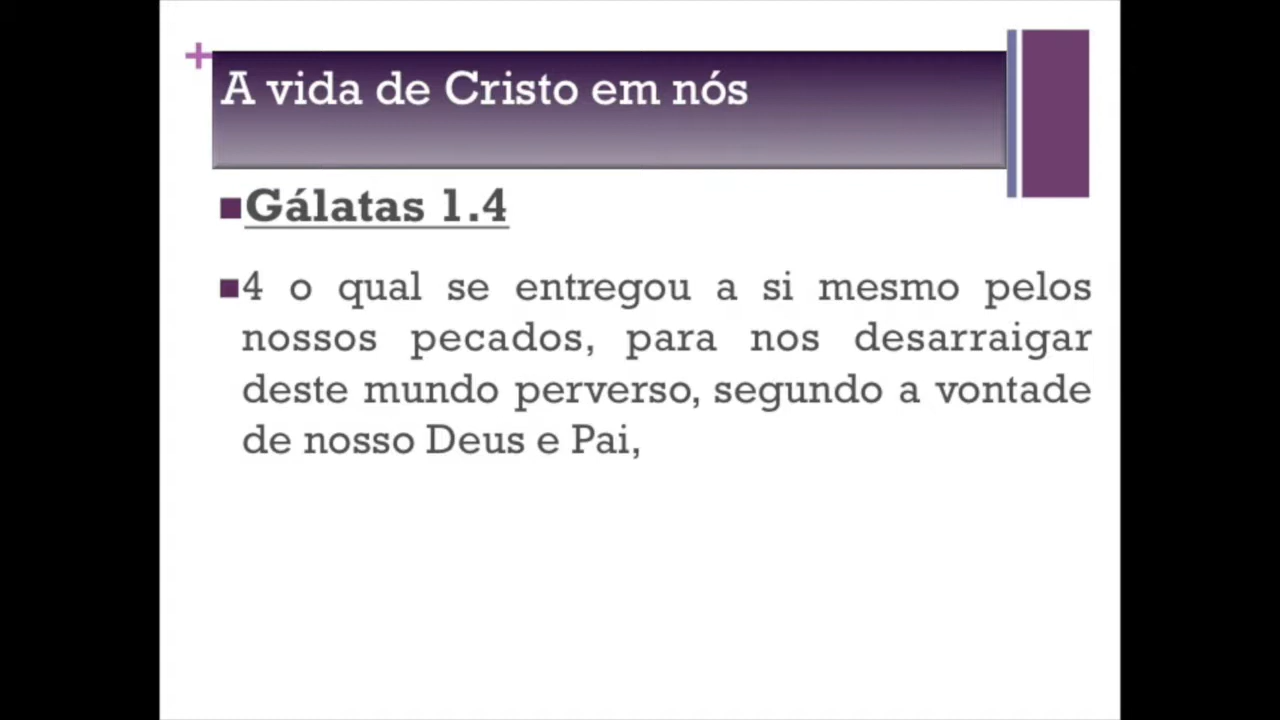 A vida de Cristo em nós
Gálatas 1.4
4 o qual se entregou a si mesmo pelos
nossos pecados, para nos desarraigar
deste mundo perverso, segundo a vontade
de nosso Deus e Pai,